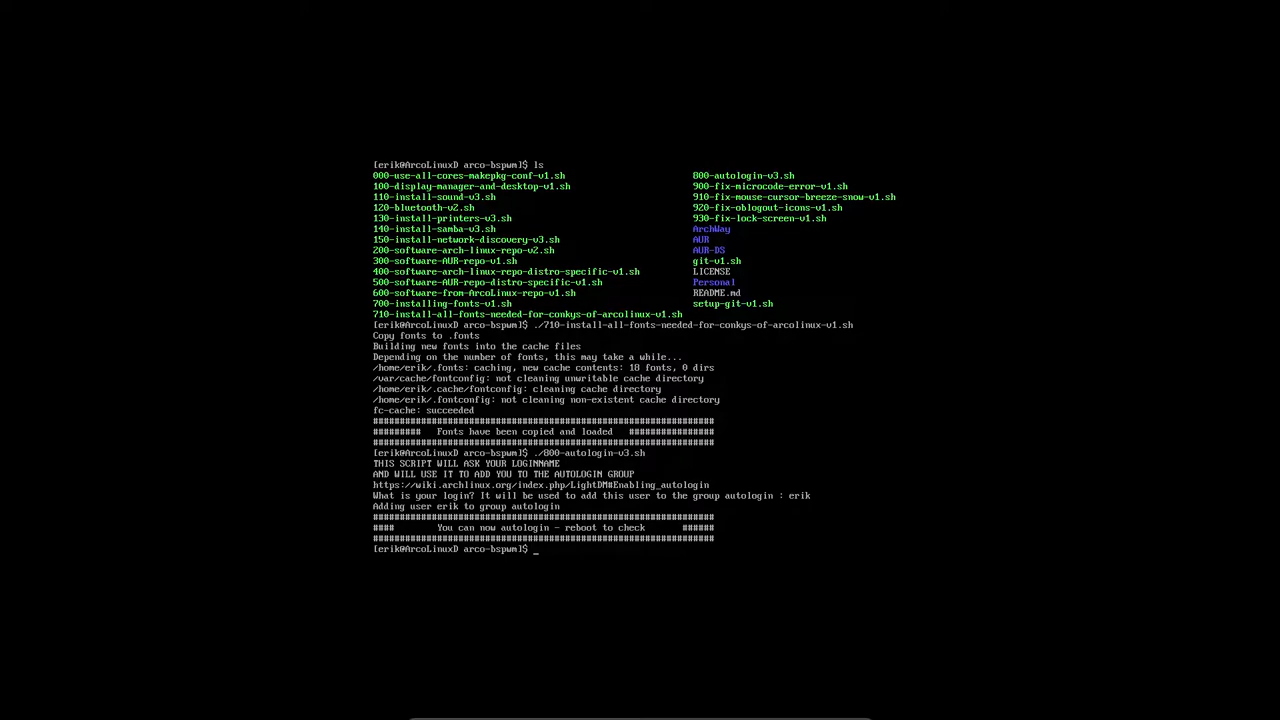 [erik@ArcoLinuxD arco-bspwm]$ ls
000-use-all-cores-makepkg-conf-v1.sh 800-autologin-v3.sh
100-display-manager-and-desktop-v1.sh 900-fix-microcode-error-v1.sh
110-install-sound-v3.sh 910-fix-mouse-cursor-breeze-snow-v1.sh
120-bluetooth-v2.sh 920-fix-oblogout-icons-v1.sh
130-install-printers-v3.sh 930-fix-lock-screen-v1.sh
140-install-samba-v3.sh ArchWay
150-install-network-discovery-v3.sh AUR
200-software-arch-linux-repo-v2.sh AUR-DS
300-software-AUR-repo-v1.sh git-v1.sh
400-software-arch-linux-repo-distro-specific-v1.sh LICENSE
500-software-AUR-repo-distro-specific-v1.sh Personal
600-software-from-ArcoLinux-repo-v1.sh README.md
700-installing-fonts-v1.sh setup-git-v1.sh
710-install-all-fonts-needed-for-conkys-of-arcolinux-v1.sh
[erik@ArcoLinuxD arco-bspwm]$ ./710-install-all-fonts-needed-for-conkys-of-arcolinux-v1.sh
Copy fonts to .fonts
Building new fonts into the cache files
Depending on the number of fonts, this may take a while...
/home/erik/.fonts: caching, new cache contents: 18 fonts, 0 dirs
/var/cache/fontconfig: not cleaning unwritable cache directory
/home/erik/.cache/fontconfig: cleaning cache directory
/home/erik/.fontconfig: not cleaning non-existent cache directory
fc-cache: succeeded
################################################################
######### Fonts have been copied and loaded ################
################################################################
[erik@ArcoLinuxD arco-bspwm]$ ./800-autologin-v3.sh
THIS SCRIPT WILL ASK YOUR LOGINNAME
AND WILL USE IT TO ADD YOU TO THE AUTOLOGIN GROUP
https://wiki.archlinux.org/index.php/LightDM#Enabling_autologin
What is your login? It will be used to add this user to the group autologin : erik
Adding user erik to group autologin
################################################################
#### You can now autologin - reboot to check ######
################################################################
[erik@ArcoLinuxD arco-bspwm]$ _